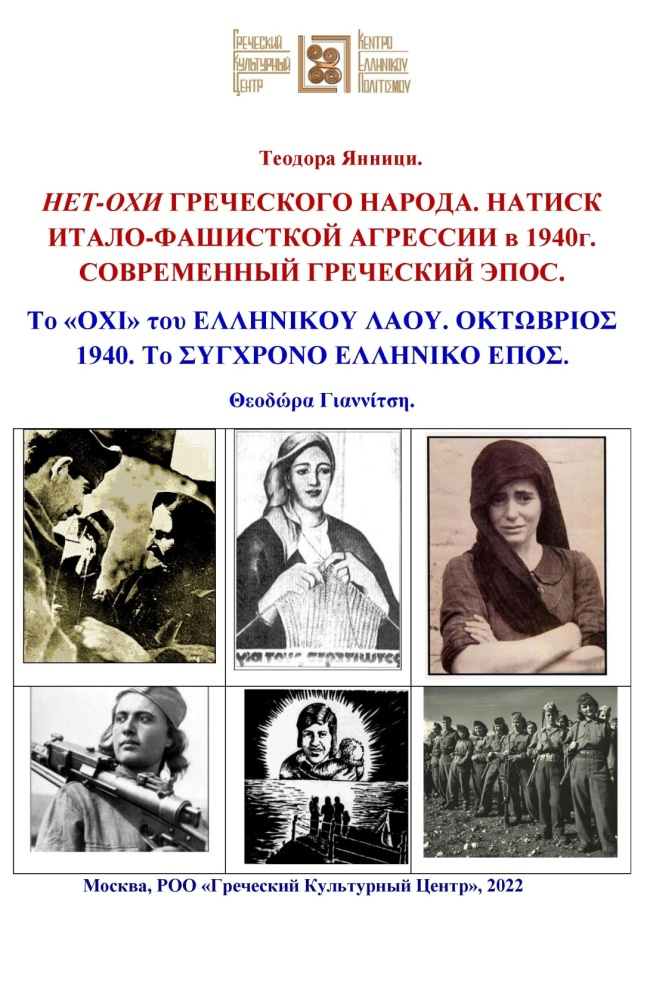 Греческий Культурный Центр
Κεντρο Ελληνικου Πολιτισμου
Теодора Янници.
НЕТ-ОХИ ГРЕЧЕСКОГО НАРОДА. НАТИСК
ИТАЛО-ФАШИСТКОЙ АГРЕССИИ в 1940г.
СОВРЕМЕННЫЙ ГРЕЧЕСКИЙ ЭПОС.
Το «ΟΧΙ» του ΕΛΛΗΝΙΚΟΥ ΛΑΟΥ. ΟΚΤΩΒΡΙΟΣ
1940. Το ΣΥΓΧΡΟΝΟ ΕΛΛΗΝΙΚΟ ΕΠΟΣ.
Θεοδώρα Γιαννίτση.
για τους στρατιωτες
Москва, РОО «Греческий Культурный Центр», 2022